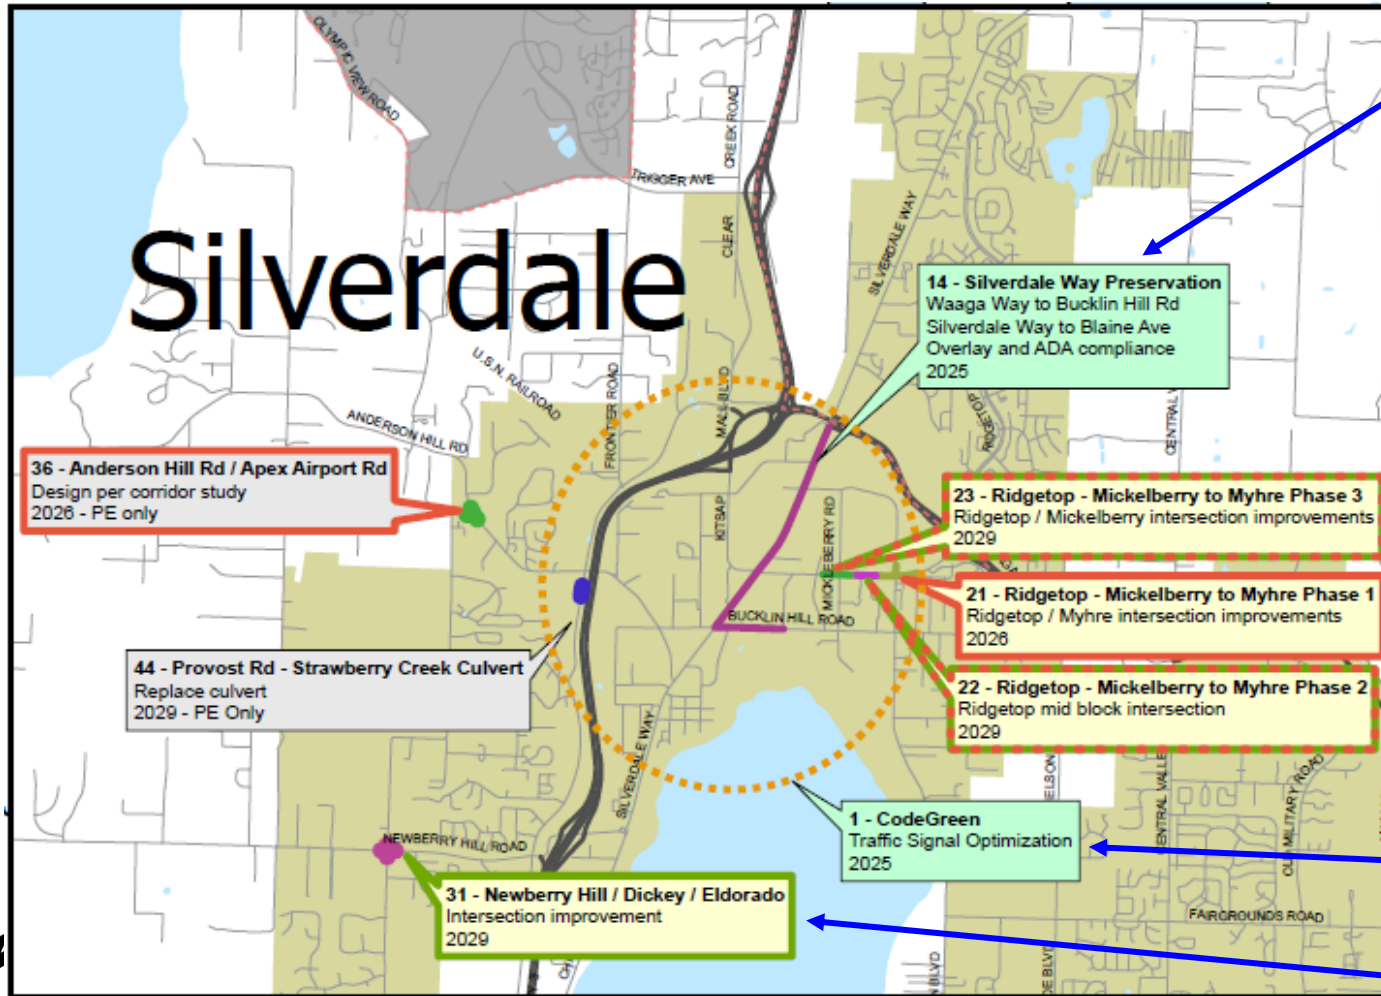 OLYMPIC VIEW ROAD
CREEK ROAD
TRIGGER AVE
CLEAR
SILVERDALE WAY
Silverdale
14 - Silverdale Way Preservation
Waaga Way to Bucklin Hill Rd
Silverdale Way to Blaine Ave
Overlay and ADA compliance
2025
U.S.N. RAILROAD
FRONTIER ROAD
MALL BLVD
RIDGETOP
CENTRAL
ANDERSON HILL RD
36 - Anderson Hill Rd / Apex Airport Rd
Design per corridor study
2026 - PE only
KITSAP
MICKLEBERRY RD
23 - Ridgetop - Mickelberry to Myhre Phase 3
Ridgetop / Mickelberry intersection improvements
2029
21 - Ridgetop - Mickelberry to Myhre Phase 1
Ridgetop / Myhre intersection improvements
2026
BUCKLIN HILL ROAD
44 - Provost Rd - Strawberry Creek Culvert
Replace culvert
2029 - PE Only
22 - Ridgetop - Mickelberry to Myhre Phase 2
Ridgetop mid block intersection
2029
SILVERDALE WAY
ELSON
CENTRAL VALLE
OLD MILITARY ROAD
1 - CodeGreen
Traffic Signal Optimization
2025
NEWBERRY HILL ROAD
31 - Newberry Hill / Dickey / Eldorado
Intersection improvement
2029
FAIRGROUNDS ROAD
CH
N BLVD
DE BLVD